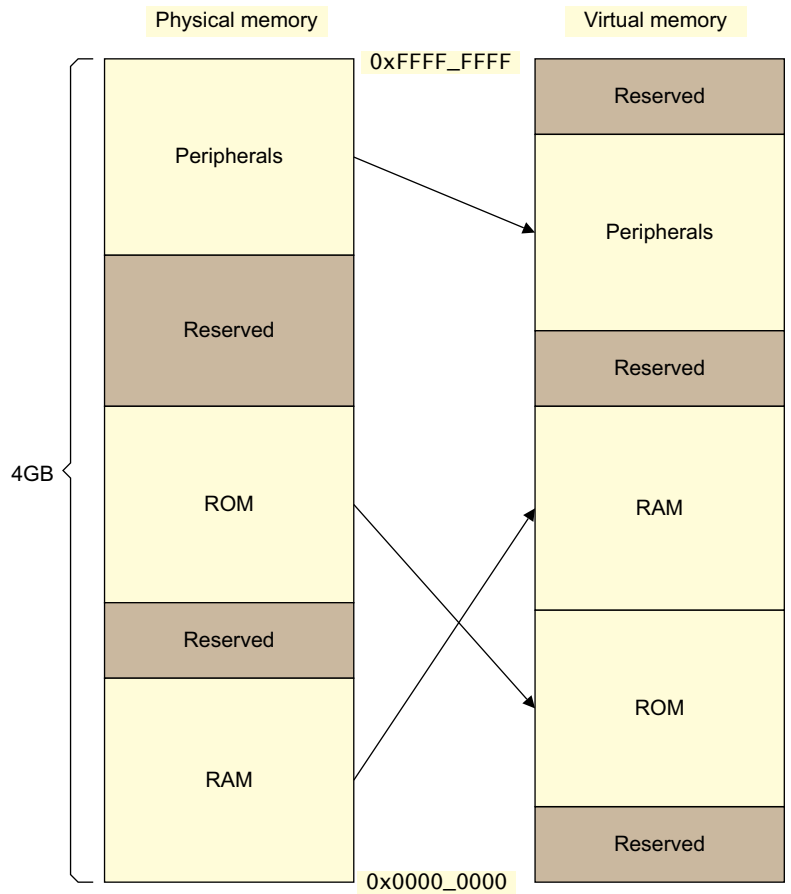 Physical memory
Virtual memory
0xFFFF_FFFF
Reserved
Peripherals
Peripherals
Reserved
Reserved
4GB
ROM
RAM
Reserved
ROM
RAM
Reserved
0x0000_0000